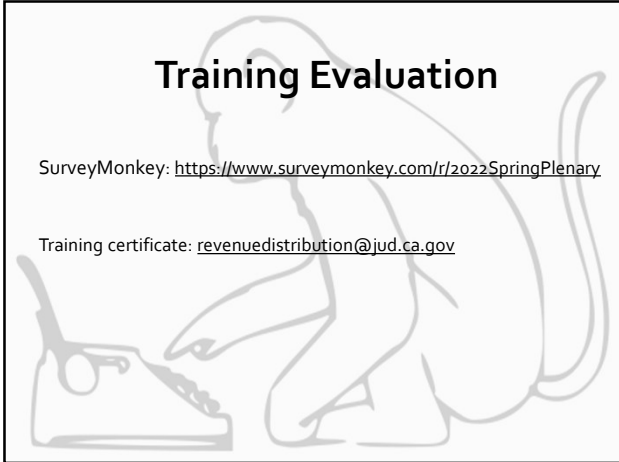 Training Evaluation
SurveyMonkey: https://www.surveymonkey.com/r/2022SpringPlenary
Training certificate: revenuedistribution@jud.ca.gov